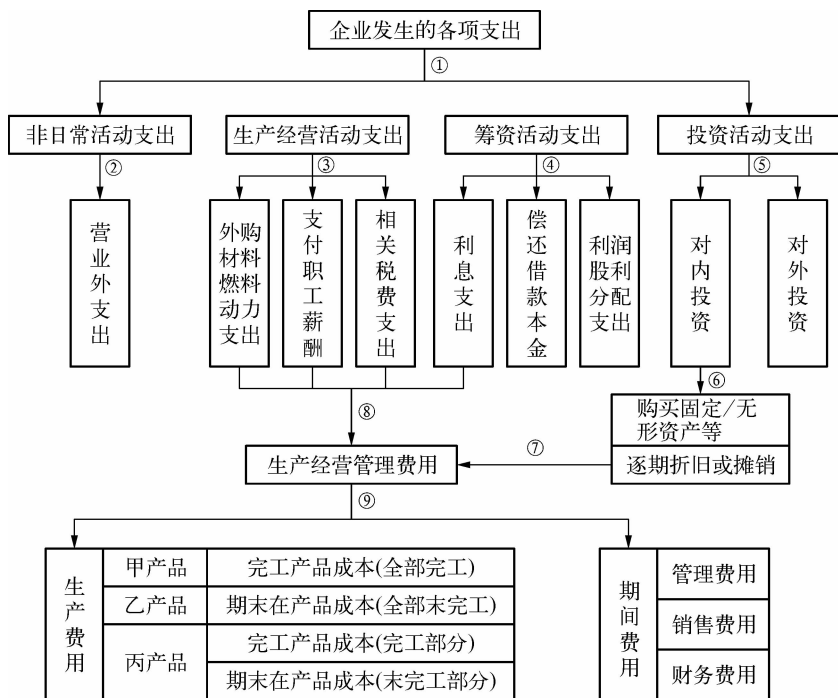 企业发生的各项支出
①
非日常活动支出
生产经营活动支出
筹资活动支出
投资活动支出
②
③
④
⑤
营业外支出
外购材料燃料动力支出
支付职工薪酬
相关税费支出
利息支出
偿还借款本金
利润股利分配支出
对内投资
对外投资
⑥
⑧
购买固定/无
形资产等
生产经营管理费用
⑦
逐期折旧或摊销
⑨
生产费用
甲产品
完工产品成本(全部完工)
乙产品
期末在产品成本(全部末完工)
丙产品
完工产品成本(完工部分)
期末在产品成本(末完工部分)
期间费用
管理费用
销售费用
财务费用